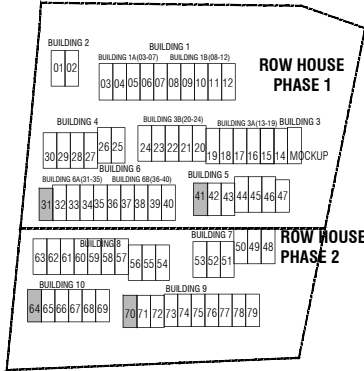 BUILDING 2
BUILDING 1
BUILDING 1A(03-07) BUILDING 1B(08-12)
01 02
03 04 05 06 07 08 09 10 11 12
ROW HOUSE
PHASE 1
BUILDING 4
BUILDING 3B(20-24)
BUILDING 3A(13-19)
BUILDING 3
30 29 28 27 26 25
24 23 22 21 20
19 18 17 16 15 14 MOCKUP
BUILDING 6
BUILDING 6A(31-35) BUILDING 6B(36-40)
BUILDING 5
31 32 33 34 35 36 37 38 39 40
41 42 43 44 45 46 47
BUILDING 8
BUILDING 7
ROW HOUSE
PHASE 2
63 62 61 60 59 58 57 56 55 54
53 52 51 50 49 48
BUILDING 10
BUILDING 9
64 65 66 67 68 69
70 71 72 73 74 75 76 77 78 79